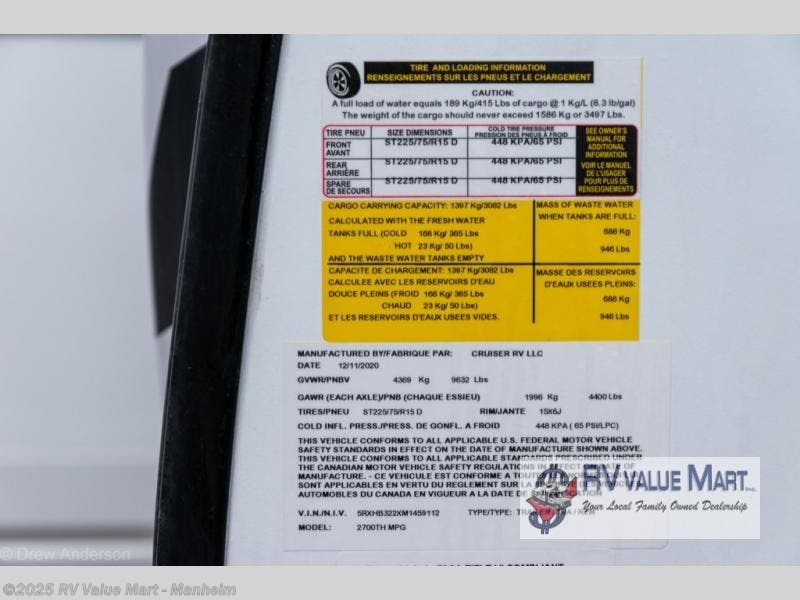 TIRE AND LOADING INFORMATION
RENSEIGNEMENTS SUR LES PNEUS ET LE CHARGEMENT
CAUTION:
A full load of water equals 189 Kg/415 Lbs of cargo @ 1 Kg/L (8.3 lb/gal)
The weight of the cargo should never exceed 1586 Kg or 3497 Lbs.
TIRE PNEU SIZE DIMENSIONS COLD TIRE PRESSURE
PRESSION DES PNEUS À FROID
FRONT AVANT ST225/75/R15 D 448 KPA/65 PSI
REAR ARRIÈRE ST225/75/R15 D 448 KPA/65 PSI
SPARE DE SECOURS ST225/75/R15 D 448 KPA/65 PSI
SEE OWNER'S
MANUAL FOR
ADDITIONAL
INFORMATION
VOIR LE MANUEL
DE L'USAGER
POUR PLUS DE
RENSEIGNEMENTS
CARGO CARRYING CAPACITY: 1397 Kg/3082 Lbs
CALCULATED WITH THE FRESH WATER
TANKS FULL (COLD 166 Kg/ 365 Lbs
HOT 23 Kg/ 50 Lbs)
AND THE WASTE WATER TANKS EMPTY
MASS OF WASTE WATER
WHEN TANKS ARE FULL:
688 Kg
946 Lbs
CAPACITE DE CHARGEMENT: 1397 Kg/3082 Lbs
CALCULEE AVEC LES RESERVOIRS D'EAU
DOUCE PLEINS (FROID 166 Kg/ 365 Lbs
CHAUD 23 Kg/ 50 Lbs)
ET LES RESERVOIRS D'EAUX USEES VIDES.
MASSE DES RESERVOIRS
D'EAUX USEES PLEINS:
688 Kg
946 Lbs
MANUFACTURED BY/FABRIQUE PAR: CRUISER RV LLC
DATE 12/11/2020
GVWR/PNBV 4369 Kg 9632 Lbs
GAWR (EACH AXLE)/PNB (CHAQUE ESSIEU) 1996 Kg 4400 Lbs
TIRES/PNEU ST225/75/R15 D RIM/JANTE 15X6J
COLD INFL. PRESS./PRESS. DE GONFL. A FROID 448 KPA ( 65 PSI/LPC)
THIS VEHICLE CONFORMS TO ALL APPLICABLE U.S. FEDERAL MOTOR VEHICLE
SAFETY STANDARDS IN EFFECT ON THE DATE OF MANUFACTURE SHOWN ABOVE.
THIS VEHICLE CONFORMS TO ALL APPLICABLE STANDARDS PRESCRIBED UNDER
THE CANADIAN MOTOR VEHICLE SAFETY REGULATIONS IN EFFECT ON THE DATE OF
MANUFACTURE. - CE VEHICULE EST CONFORME A TOUTES
SONT APPLICABLES EN VERTU DU REGLEMENT SUR LA
AUTOMOBILES DU CANADA EN VIGUEUR A LA DATE DE
V.I.N./N.I.V. 5RXHB322XM1459112 TYPE/TYPE: TRAILER/TRA / REM
MODEL: 2700TH MPG
RV VALUE MART INC.
Your Local Family Owned Dealership
© Drew Anderson
©2025 RV Value Mart - Manheim